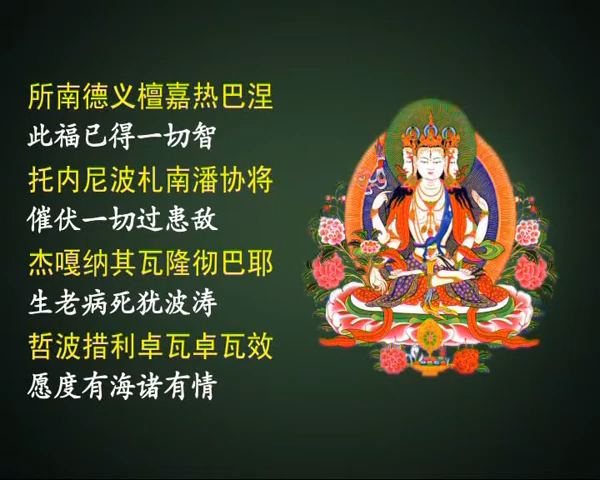 所南德义檀嘉热巴涅
此福已得一切智
托内尼波札南潘协将
催伏一切过患敌
杰嘎纳其瓦隆彻巴耶
生老病死犹波涛
哲波措利卓瓦卓瓦效
愿度有海诸有情